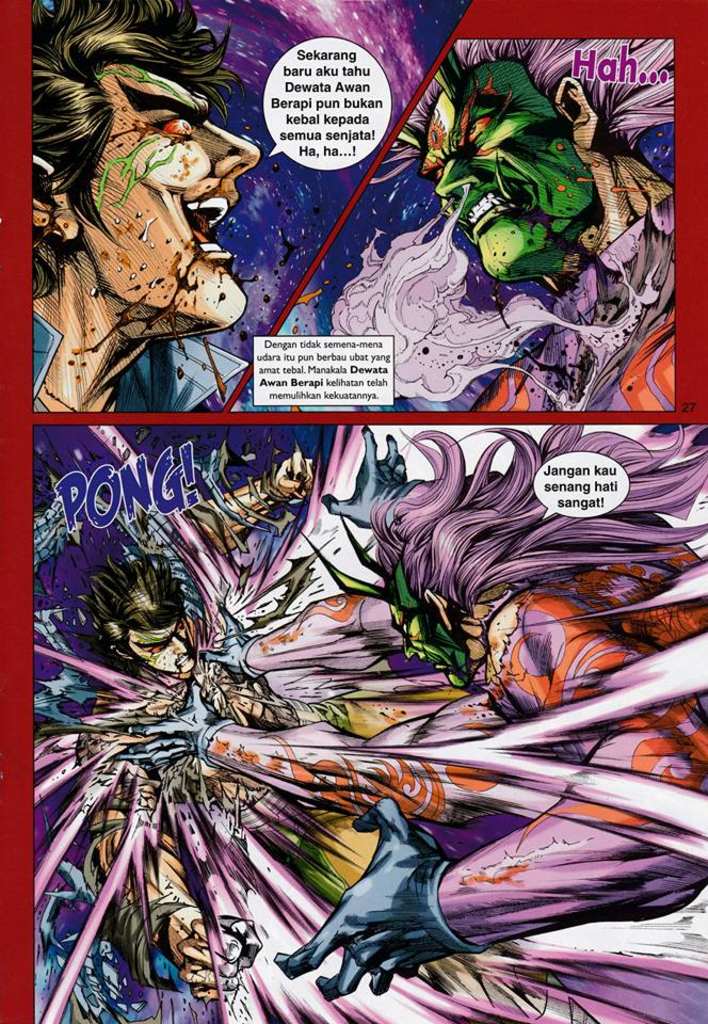 Sekarang
baru aku tahu
Dewata Awan
Berapi pun bukan
kebal kepada
semua senjata!
Ha, ha...!
Hah...
Dengan tidak semena-mena
udara itu pun berbau ubat yang
amat tebal. Manakala Dewata
Awan Berapi kelihatan telah
memulihkan kekuatannya.
27
PONG!
Jangan kau
senang hati
sangat!